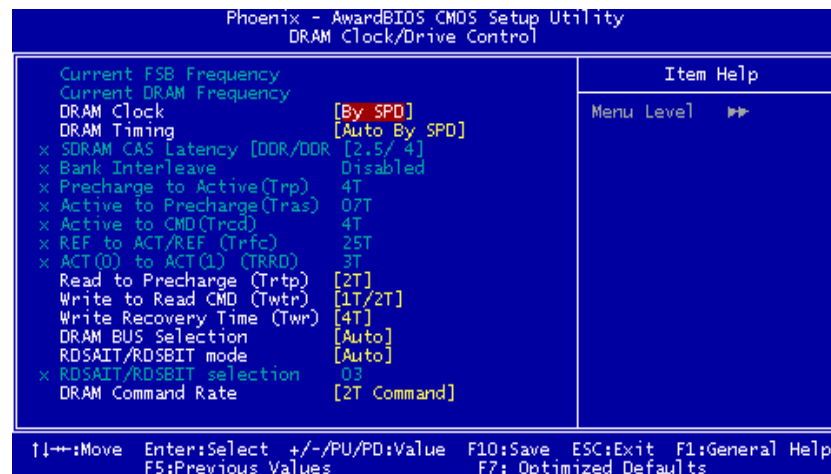 Phoenix - AwardBIOS CMOS Setup Utility
DRAM Clock/Drive Control
Current FSB Frequency
Current DRAM Frequency
DRAM Clock [By SPD]
DRAM Timing [Auto By SPD]
x SDRAM CAS Latency [DDR/DDR [2.5/ 4]
x Bank Interleave Disabled
x Precharge to Active(Trp) 4T
x Active to Precharge(Tras) 07T
x Active to CMD(Trcd) 4T
x REF to ACT/REF (Trfc) 25T
x ACT(0) to ACT(1) (TRRD) 3T
Read to Precharge (Trtp) [2T]
Write to Read CMD (Twtr) [1T/2T]
Write Recovery Time (Twr) [4T]
DRAM BUS Selection [Auto]
RDSAIT/RDSBIT mode [Auto]
x RDSAIT/RDSBIT selection 03
DRAM Command Rate [2T Command]
Item Help
Menu Level ▶▶
↑↓→←:Move Enter:Select +/-/PU/PD:Value F10:Save ESC:Exit F1:General Help
F5:Previous Values F7: Optimized Defaults